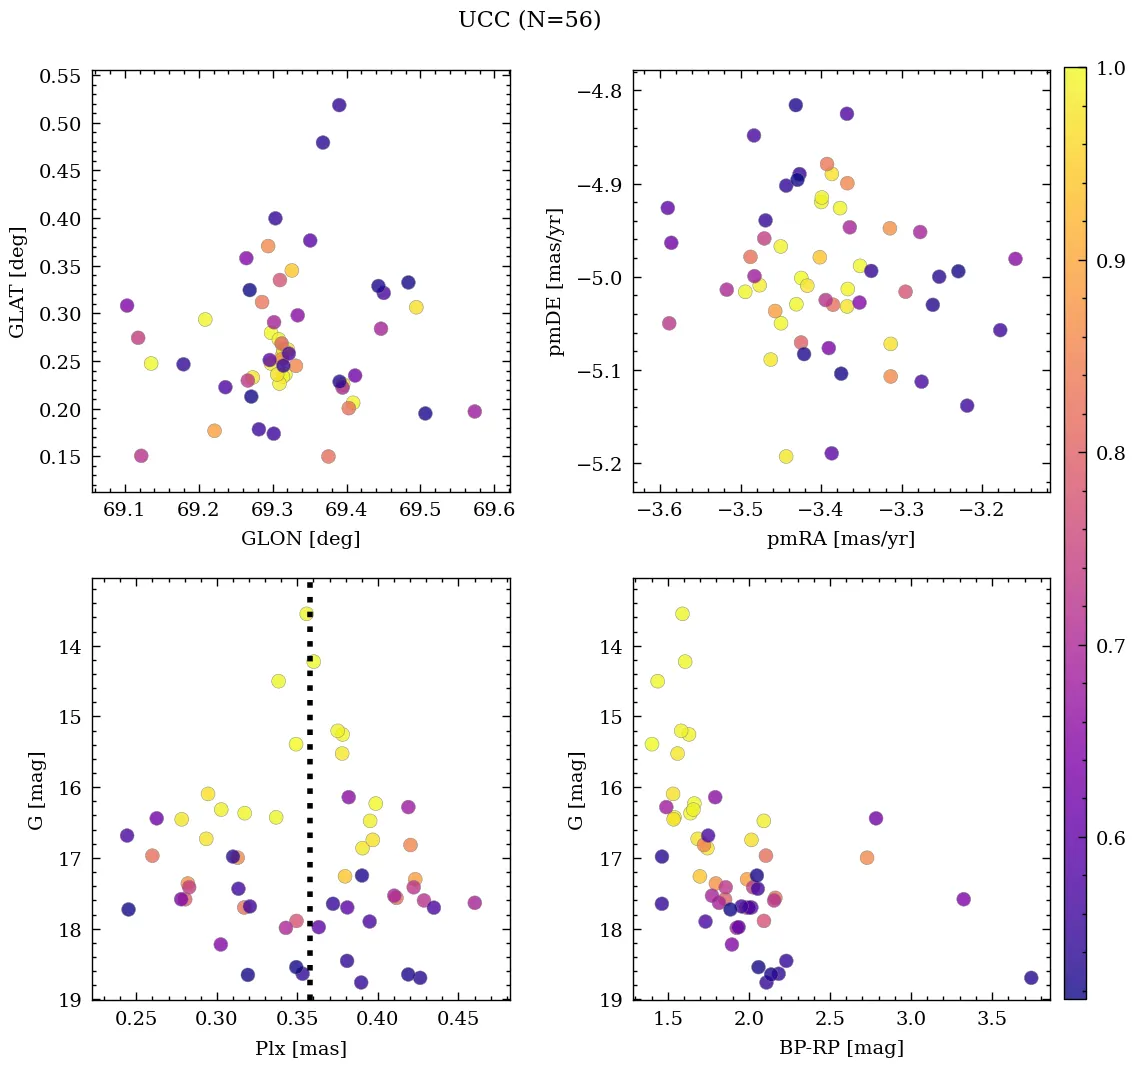 UCC (N=56)
0.55
0.50
0.45
0.40
0.35
0.30
0.25
0.20
0.15
GLAT [deg]
69.1 69.2 69.3 69.4 69.5 69.6
GLON [deg]
−4.8
−4.9
−5.0
−5.1
−5.2
pmDE [mas/yr]
−3.6 −3.5 −3.4 −3.3 −3.2
pmRA [mas/yr]
1.0
0.9
0.8
0.7
0.6
14
15
16
17
18
19
G [mag]
0.25 0.30 0.35 0.40 0.45
Plx [mas]
14
15
16
17
18
19
G [mag]
1.5 2.0 2.5 3.0 3.5
BP-RP [mag]